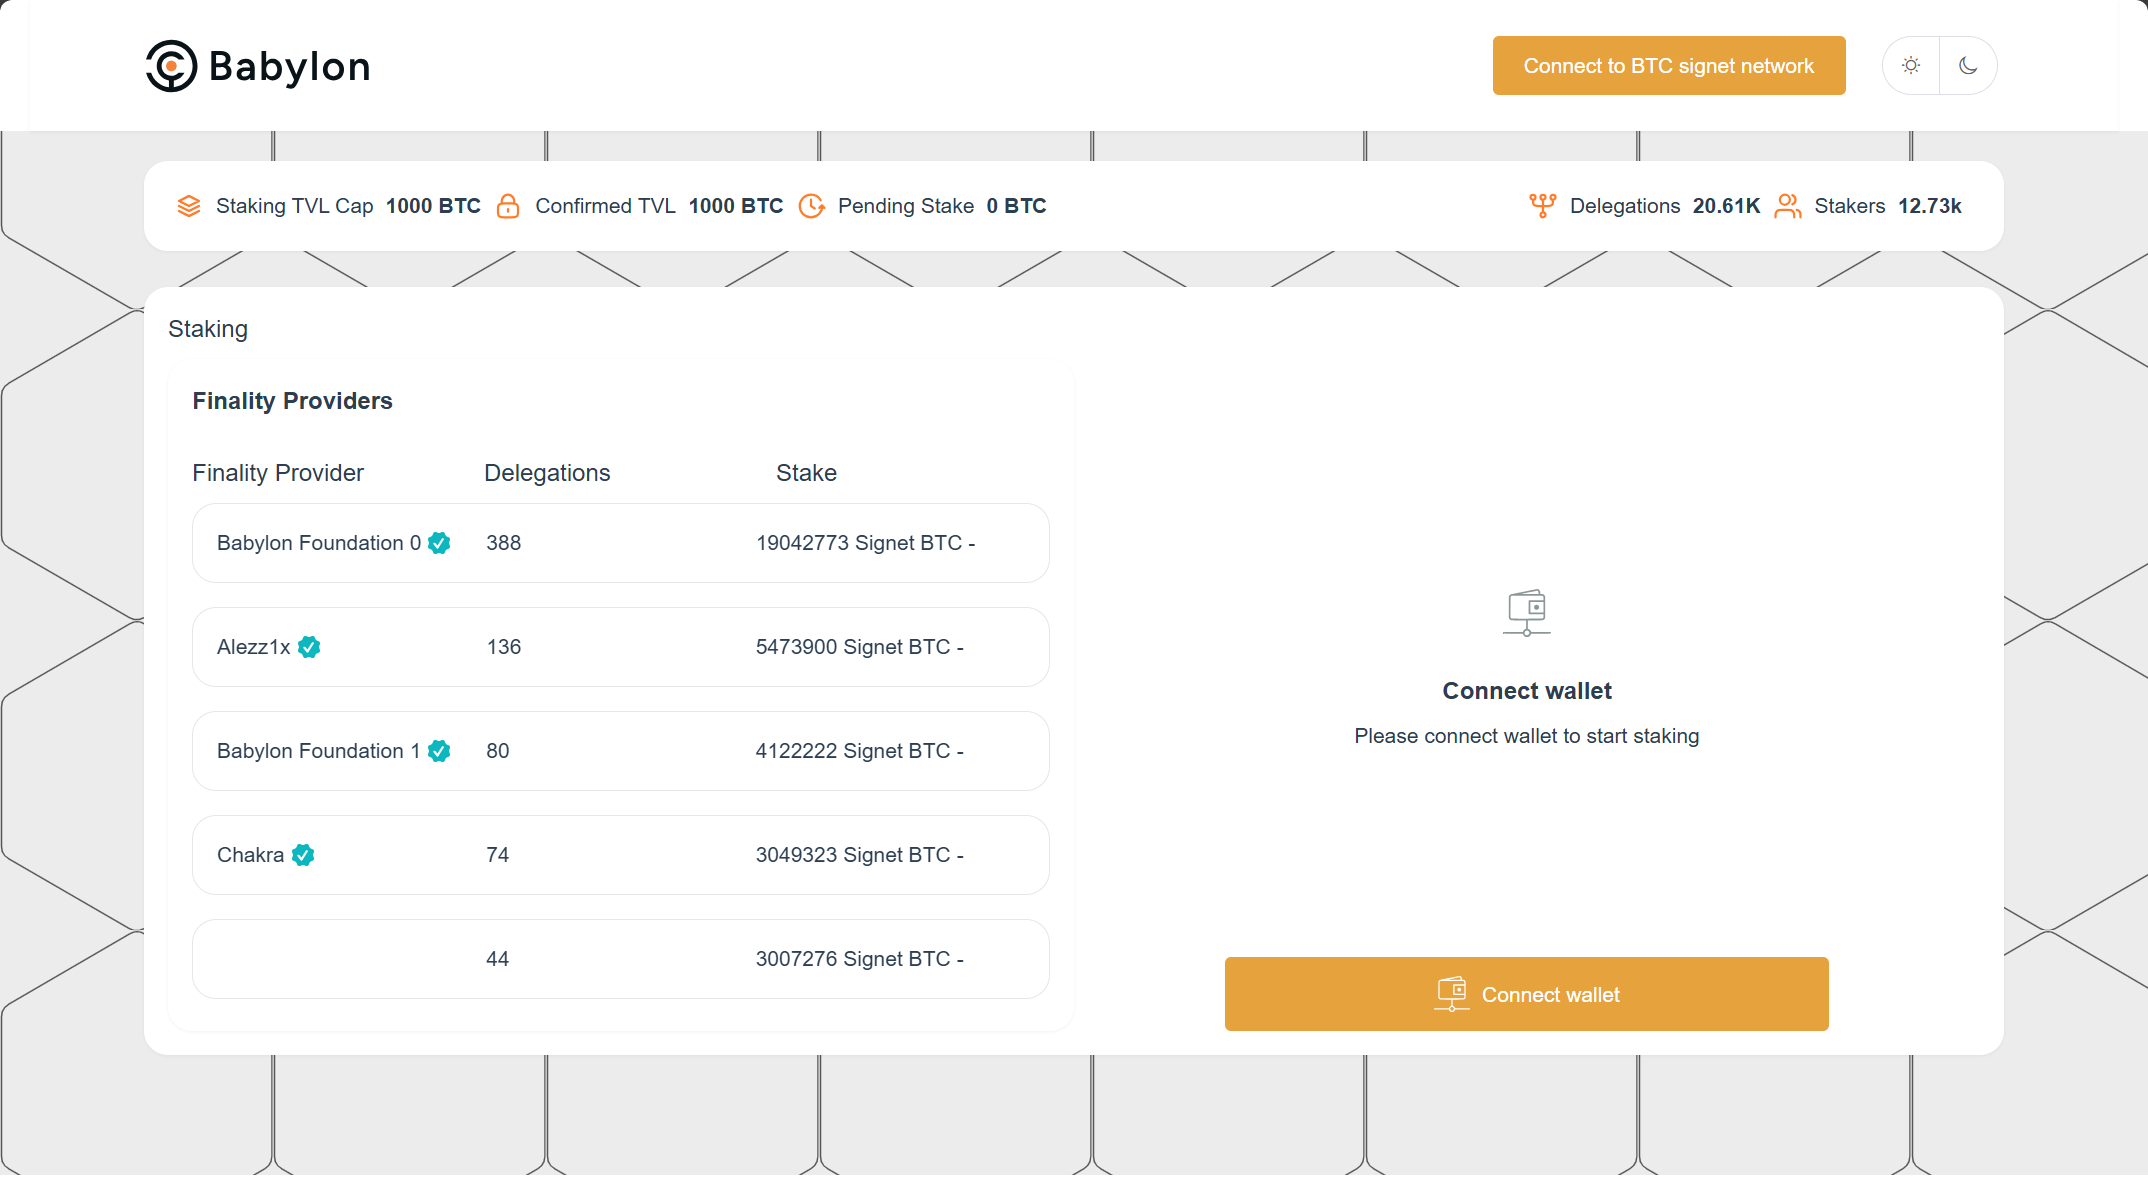 Babylon
Connect to BTC signet network
Staking TVL Cap 1000 BTC Confirmed TVL 1000 BTC Pending Stake 0 BTC Delegations 20.61K Stakers 12.73k
Staking
Finality Providers
Finality Provider Delegations Stake
Babylon Foundation 0 388 19042773 Signet BTC -
Alezz1x 136 5473900 Signet BTC -
Babylon Foundation 1 80 4122222 Signet BTC -
Chakra 74 3049323 Signet BTC -
44 3007276 Signet BTC -
Connect wallet
Please connect wallet to start staking
Connect wallet